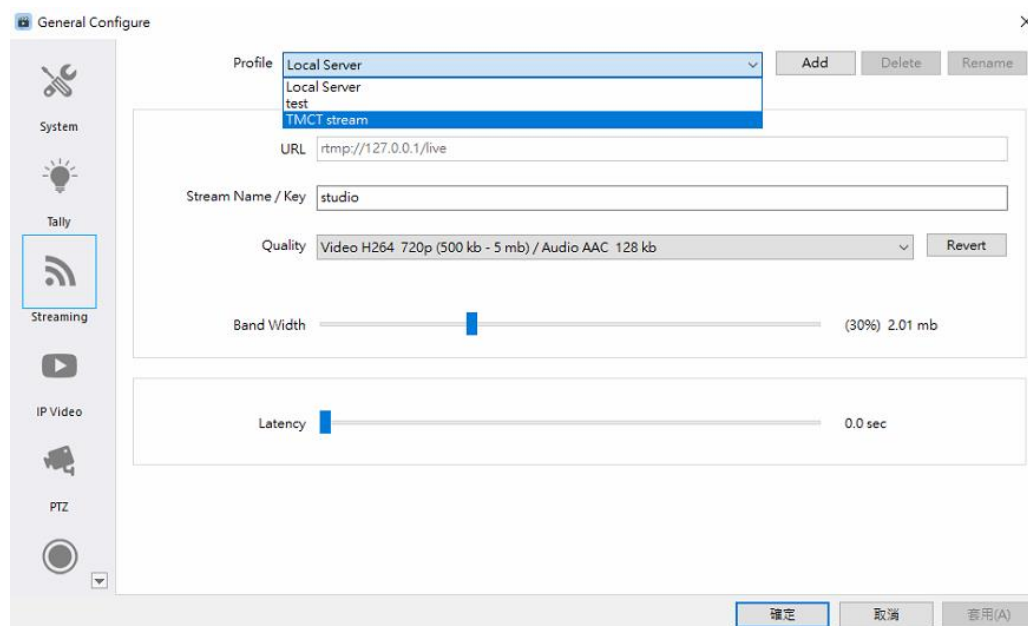 General Configure
Profile Local Server Add Delete Rename
Local Server
test
TMCT stream
System
URL rtmp://127.0.0.1/live
Stream Name / Key studio
Tally
Quality Video H264 720p (500 kb - 5 mb) / Audio AAC 128 kb Revert
Streaming
Band Width (30%) 2.01 mb
IP Video
Latency 0.0 sec
PTZ
確定 取消 套用(A)